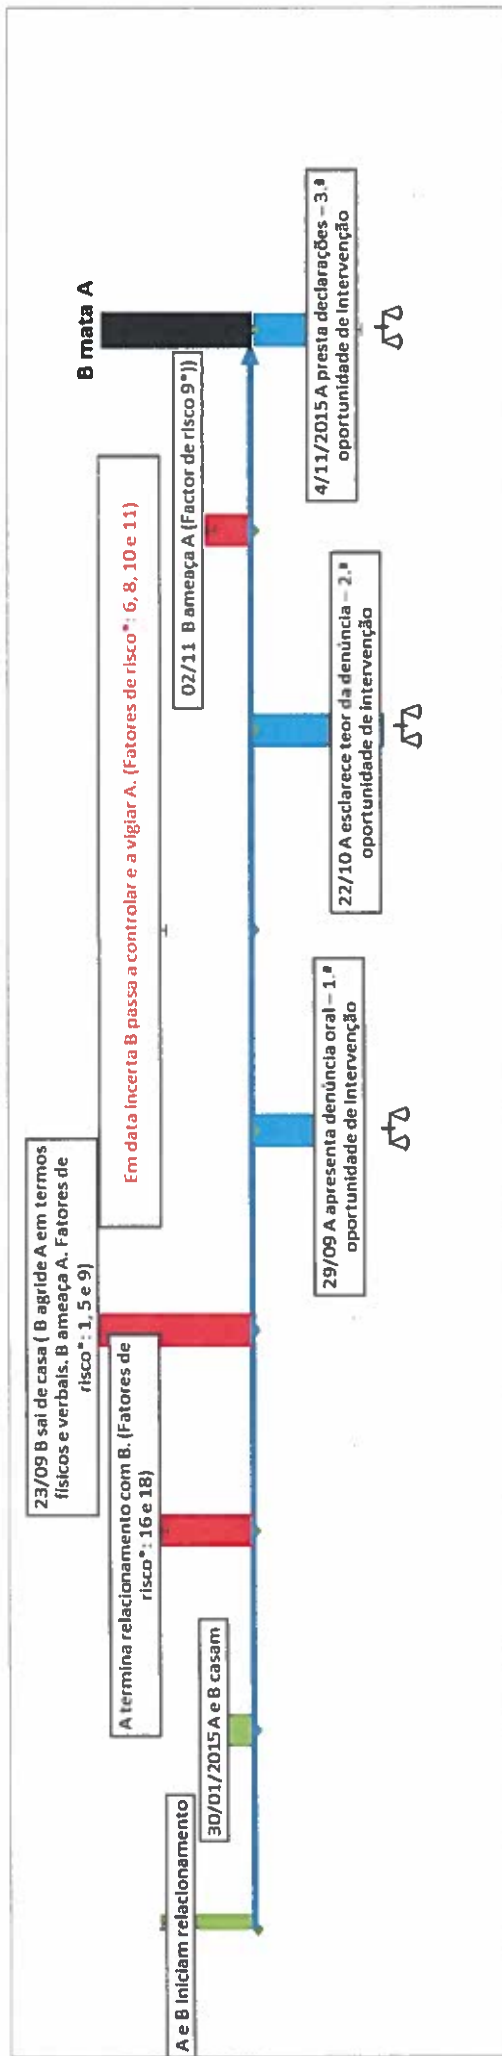 A e B Iniciam relacionamento
30/01/2015 A e B casam
A termina relacionamento com B. (Fatores de
risco*: 16 e 18)
23/09 B sai de casa ( B agride A em termos
físicos e verbais. B ameaça A. Fatores de
risco*: 1, 5 e 9)
29/09 A apresenta denúncia oral – 1.ª
oportunidade de Intervenção
Em data incerta B passa a controlar e a vigiar A. (Fatores de risco*: 6, 8, 10 e 11)
22/10 A esclarece teor da denúncia – 2.ª
oportunidade de intervenção
02/11 B ameaça A (Factor de risco 9*))
4/11/2015 A presta declarações – 3.ª
oportunidade de Intervenção
B mata A